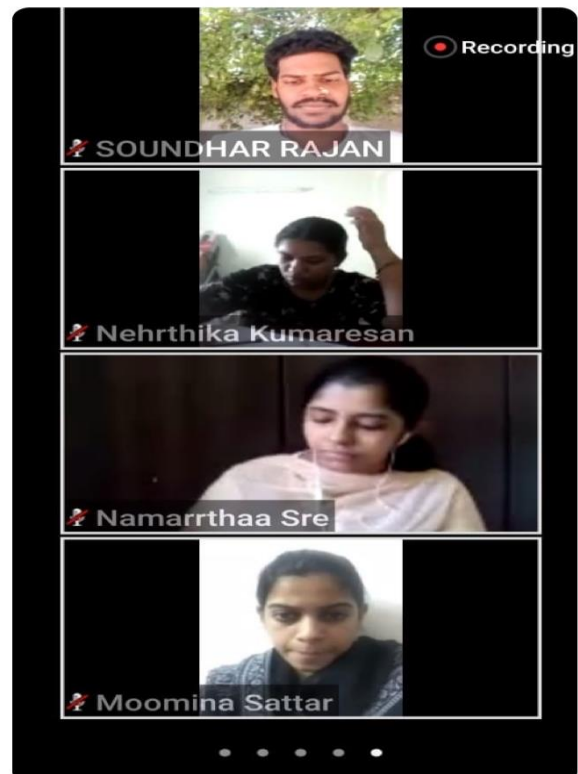 Recording
SOUNDHAR RAJAN
Nehrthika Kumaresan
Namarrthaa Sre
Moomina Sattar